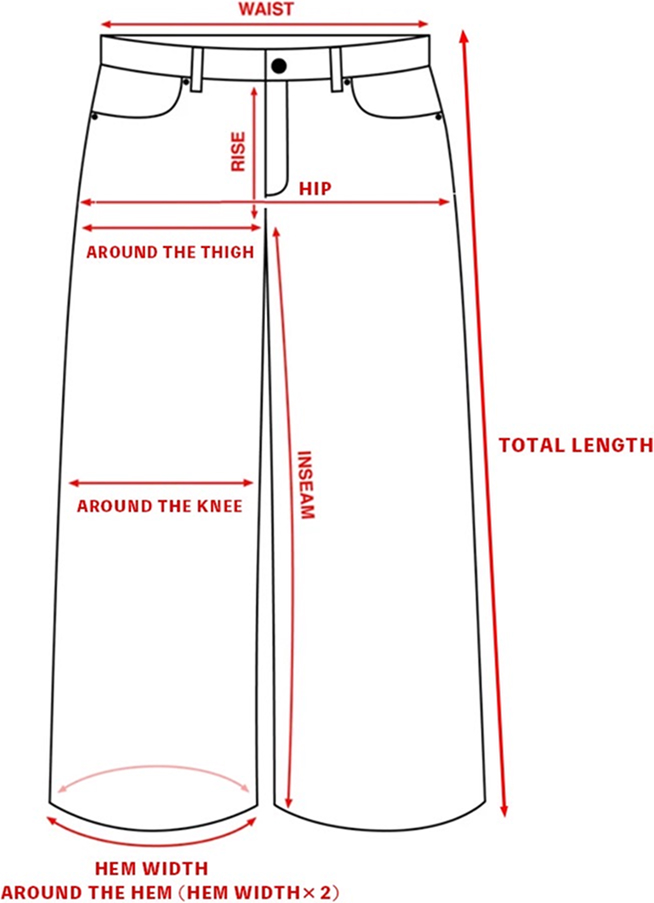 WAIST
RISE
HIP
AROUND THE THIGH
TOTAL LENGTH
INSEAM
AROUND THE KNEE
HEM WIDTH
AROUND THE HEM (HEM WIDTH× 2)